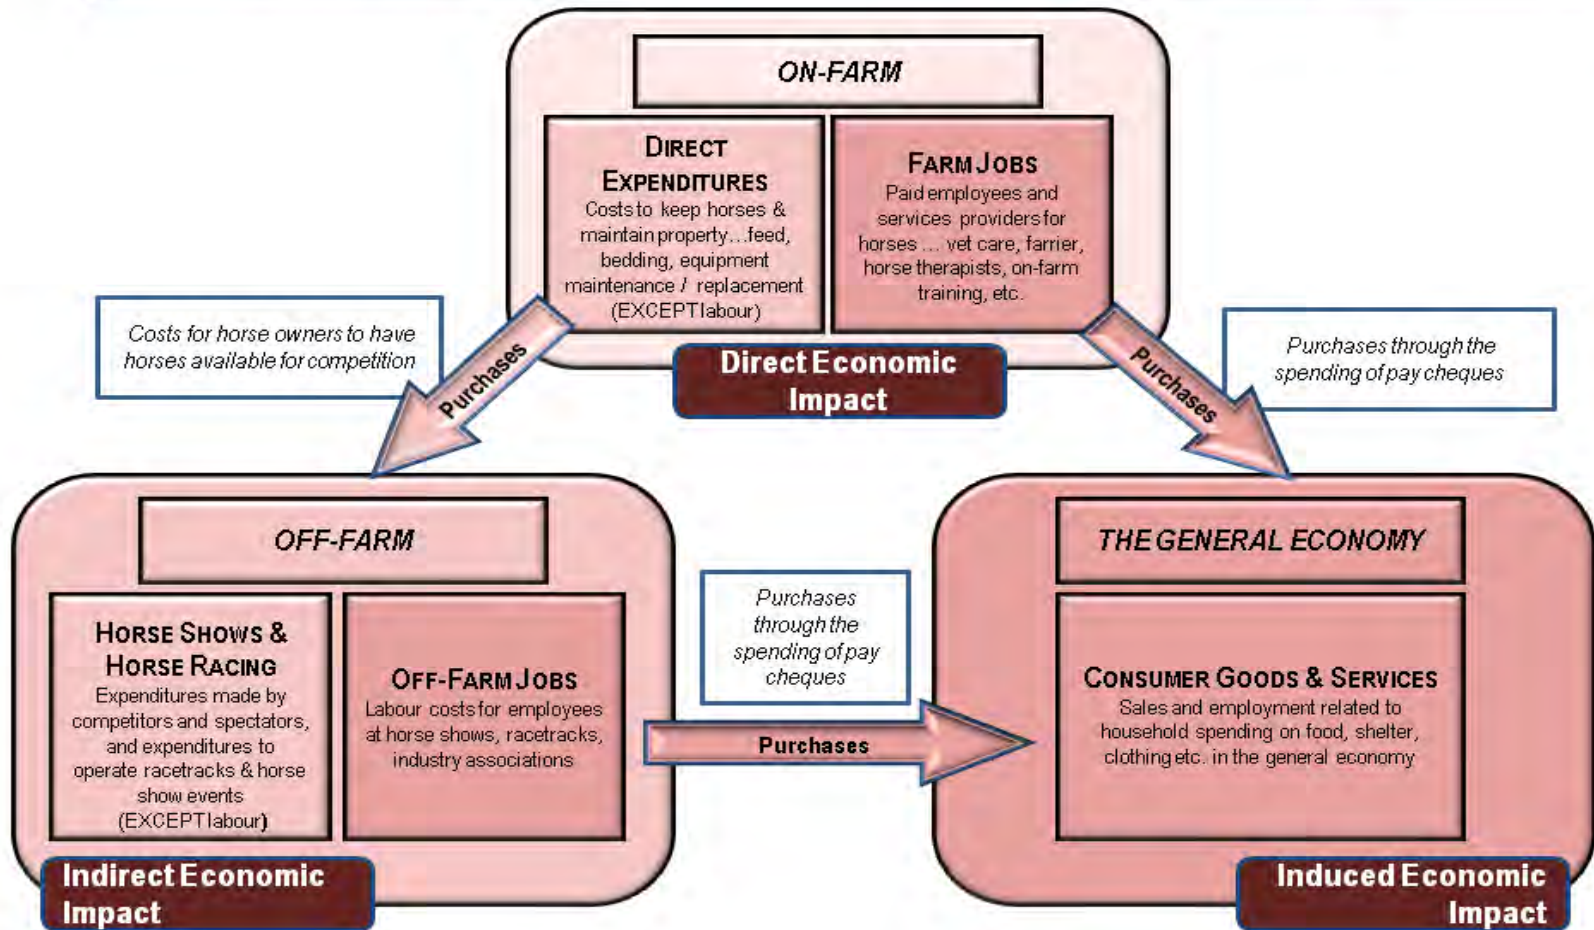 ON-FARM
DIRECT
EXPENDITURES
Costs to keep horses &
maintain property...feed,
bedding, equipment
maintenance / replacement
(EXCEPT labour)
FARM JOBS
Paid employees and
services providers for
horses ... vet care, farrier,
horse therapists, on-farm
training, etc.
Direct Economic
Impact
Costs for horse owners to have
horses available for competition
Purchases
Purchases
Purchases through the
spending of pay cheques
OFF-FARM
HORSE SHOWS &
HORSE RACING
Expenditures made by
competitors and spectators,
and expenditures to
operate racetracks & horse
show events
(EXCEPT labour)
OFF-FARM JOBS
Labour costs for employees
at horse shows, racetracks,
industry associations
Indirect Economic
Impact
Purchases
through the
spending of pay
cheques
Purchases
THE GENERAL ECONOMY
CONSUMER GOODS & SERVICES
Sales and employment related to
household spending on food, shelter,
clothing etc. in the general economy
Induced Economic
Impact